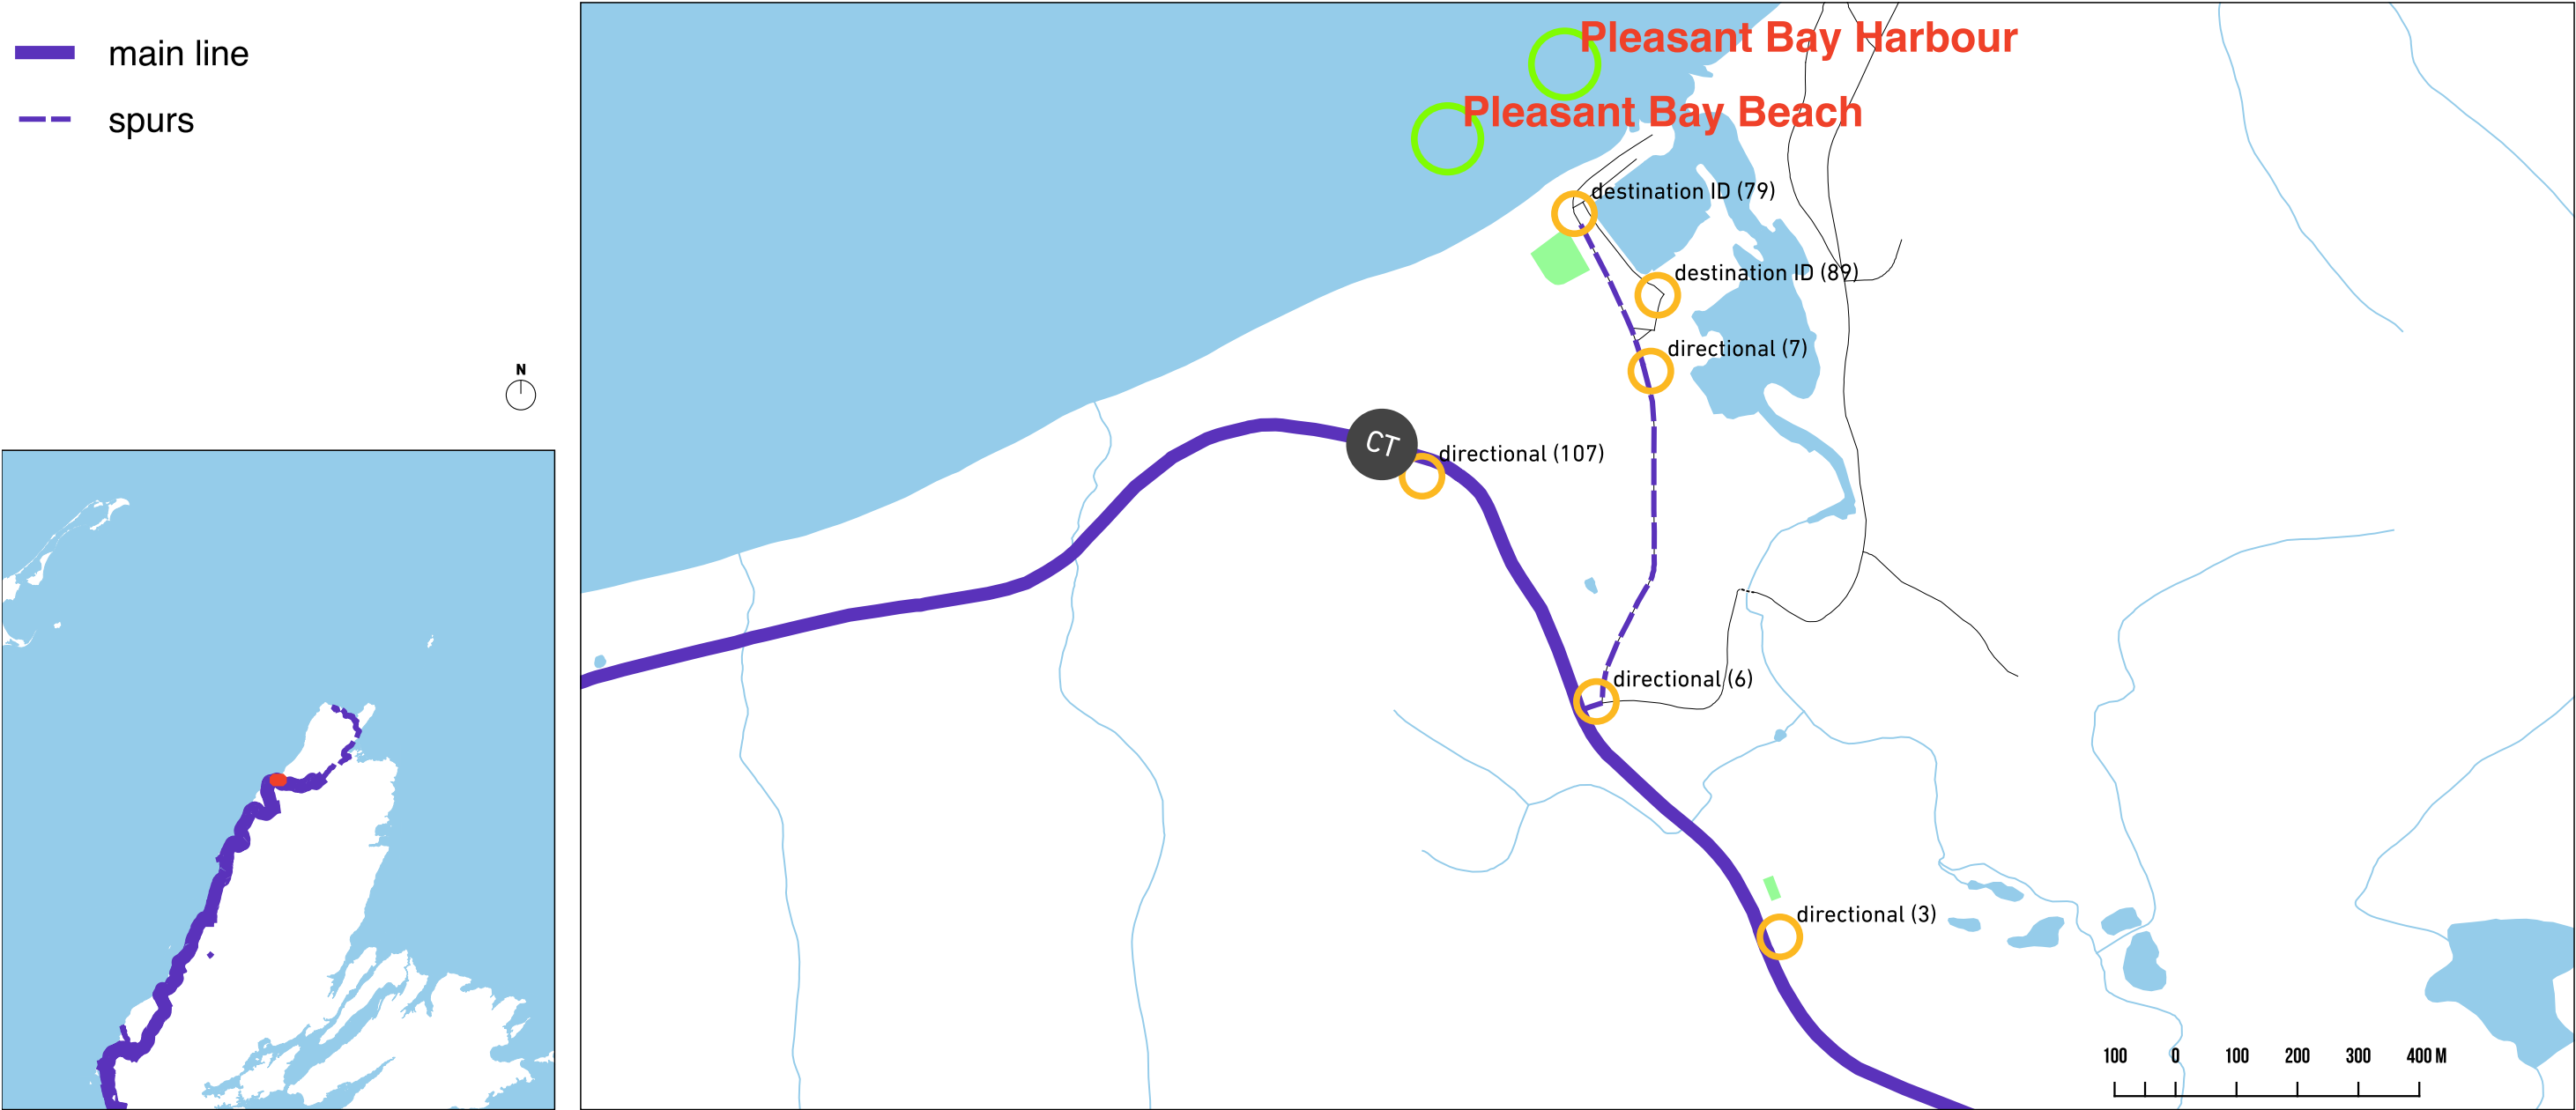 main line
spurs
N
Pleasant Bay Harbour
Pleasant Bay Beach
destination ID (79)
destination ID (89)
directional (7)
CT
directional (107)
directional (6)
directional (3)
100 0 100 200 300 400 M